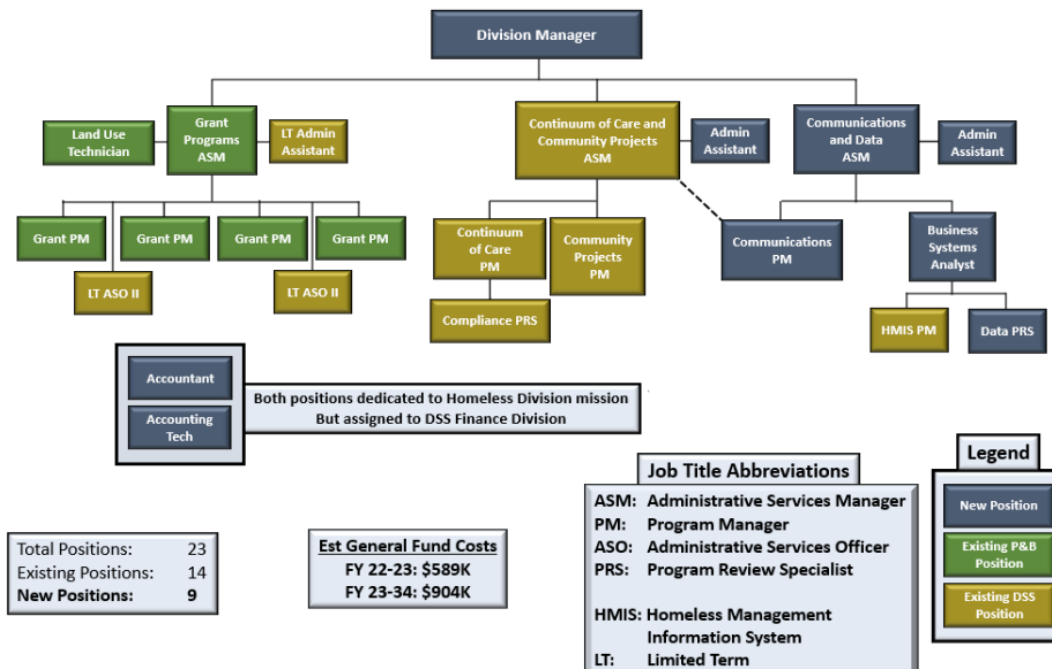 Division Manager
Land Use
Technician
Grant
Programs
ASM
LT Admin
Assistant
Continuum of Care and
Community Projects
ASM
Admin
Assistant
Communications
and Data
ASM
Admin
Assistant
Grant PM
Grant PM
Grant PM
Grant PM
LT ASO II
LT ASO II
Continuum
of Care
PM
Community
Projects
PM
Compliance PRS
Communications
PM
Business
Systems
Analyst
HMIS PM
Data PRS
Accountant
Accounting
Tech
Both positions dedicated to Homeless Division mission
But assigned to DSS Finance Division
Total Positions: 23
Existing Positions: 14
New Positions: 9
Est General Fund Costs
FY 22-23: $589K
FY 23-34: $904K
Job Title Abbreviations
ASM: Administrative Services Manager
PM: Program Manager
ASO: Administrative Services Officer
PRS: Program Review Specialist
HMIS: Homeless Management
Information System
LT: Limited Term
Legend
New Position
Existing P&B
Position
Existing DSS
Position